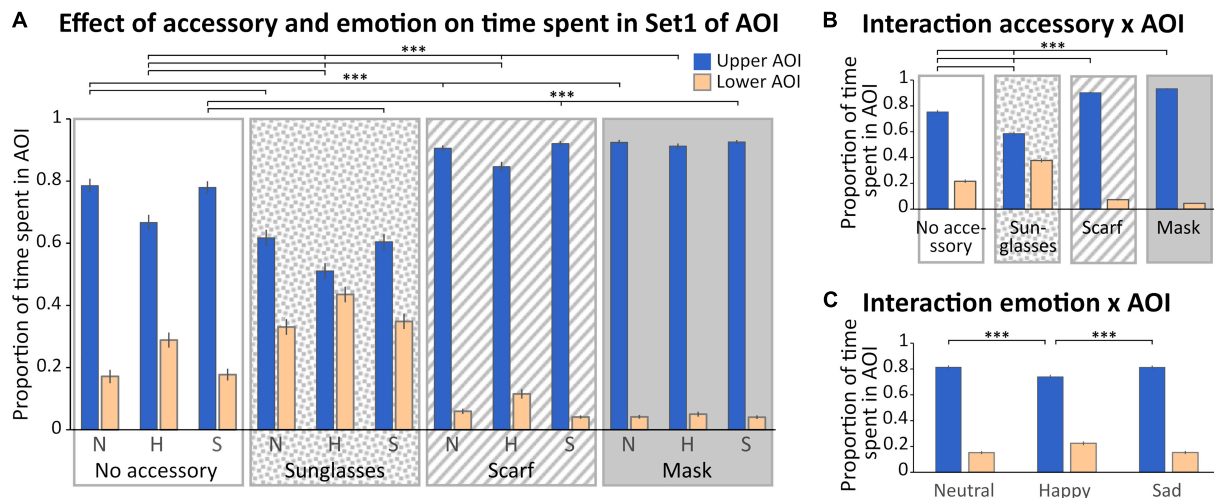 A Effect of accessory and emotion on time spent in Set1 of AOI
***
Upper AOI
Lower AOI
***
***
Proportion of time spent in AOI
1
0.8
0.6
0.4
0.2
0
N H S N H S N H S N H S
No accessory Sunglasses Scarf Mask
B Interaction accessory x AOI
***
Proportion of time
spent in AOI
1
0.8
0.6
0.4
0.2
0
No acce-
ssory
Sun-
glasses
Scarf
Mask
C Interaction emotion x AOI
*** ***
Proportion of time
spent in AOI
1
0.8
0.6
0.4
0.2
0
Neutral Happy Sad